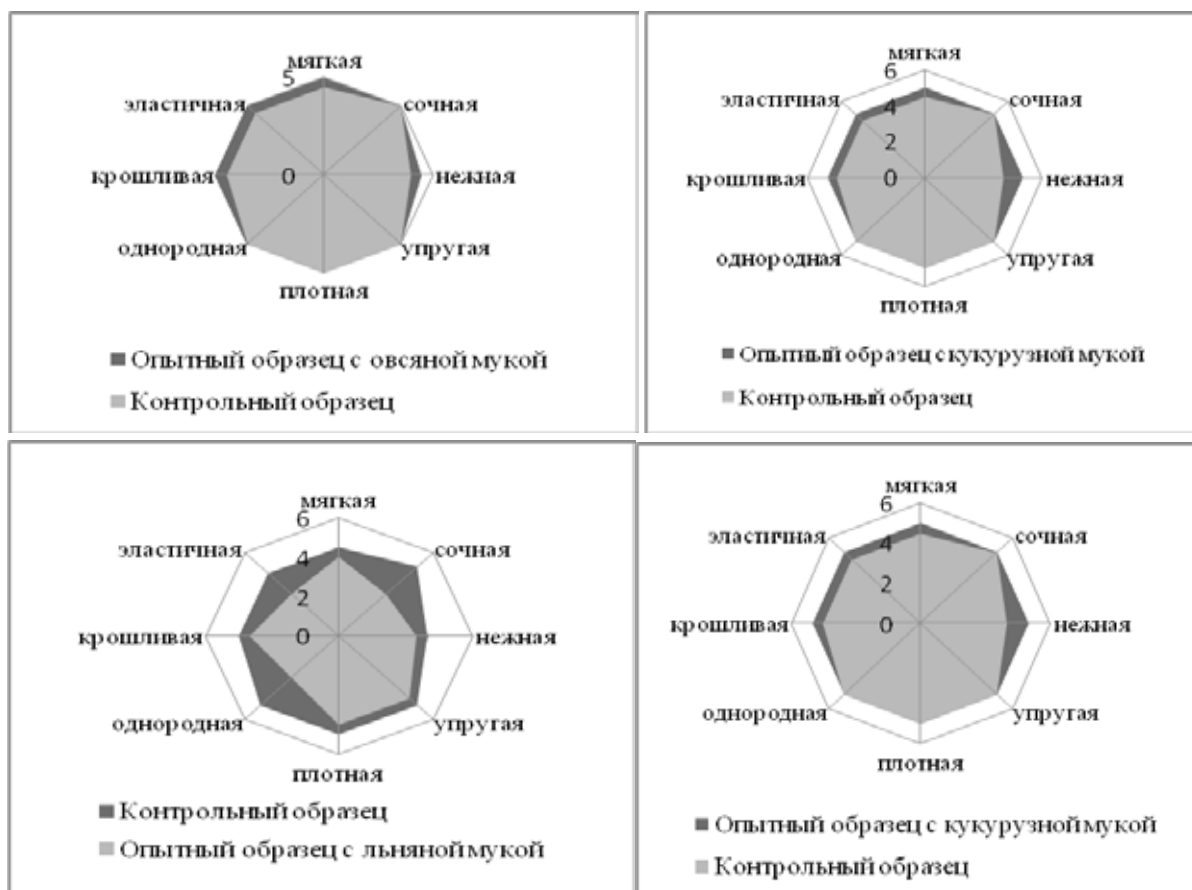 мягкая
5
эластичная
сочная
крошливая
0
нежная
однородная
упругая
плотная
Опытный образец с овсяной мукой
Контрольный образец
мягкая
6
эластичная
сочная
4
2
крошливая
0
нежная
однородная
упругая
плотная
Опытный образец с кукурузной мукой
Контрольный образец
мягкая
6
эластичная
сочная
4
2
крошливая
0
нежная
однородная
упругая
плотная
Контрольный образец
Опытный образец с льняной мукой
мягкая
6
эластичная
сочная
4
2
крошливая
0
нежная
однородная
упругая
плотная
Опытный образец с кукурузной мукой
Контрольный образец